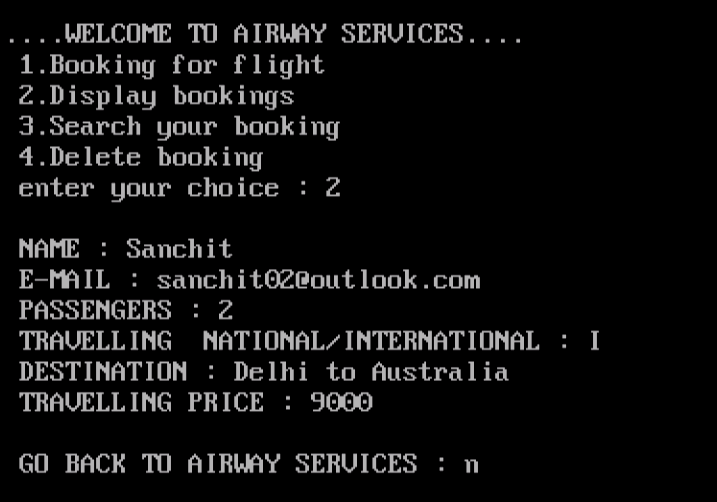 ....WELCOME TO AIRWAY SERVICES....
1.Booking for flight
2.Display bookings
3.Search your booking
4.Delete booking
enter your choice : 2
NAME : Sanchit
E-MAIL : sanchit02@outlook.com
PASSENGERS : 2
TRAVELLING  NATIONAL/INTERNATIONAL : I
DESTINATION : Delhi to Australia
TRAVELLING PRICE : 9000
GO BACK TO AIRWAY SERVICES : n